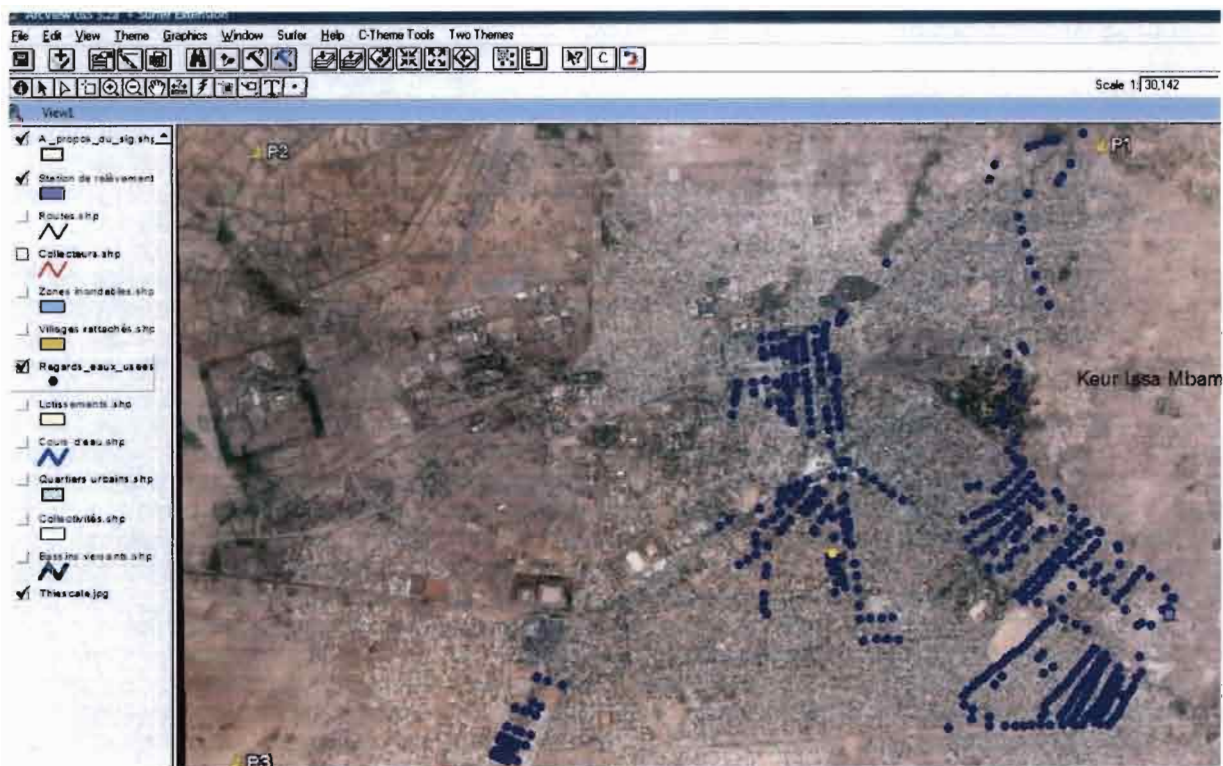 ArcView GIS 3.2a + Surfer Extension
File Edit View Theme Graphics Window Surfer Help C-Theme Tools Two Themes
C
T
Scale 1: 30,142
View1
A_propos_du_sig.shp
Station de relèvement
Routes.shp
Collecteurs.shp
Zones inondables.shp
Villages rattachés.shp
Regards_eaux_usees
Lotissements.shp
Cours d'eau.shp
Quartiers urbains.shp
Collectivités.shp
Bassins versants.shp
Thiescale.jpg
P2
P1
Keur Issa Mbam
P3